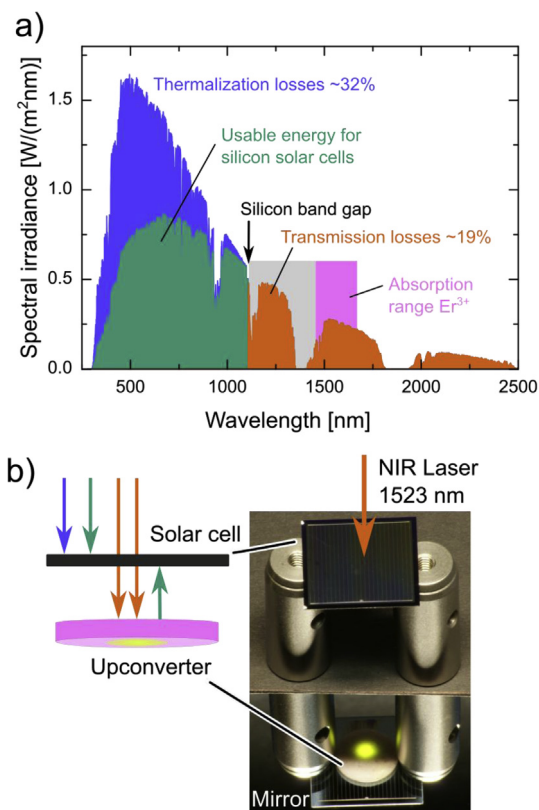 a)
Spectral irradiance [W/(m²nm)]
1.5
1.0
0.5
0.0
Thermalization losses ~32%
Usable energy for
silicon solar cells
Silicon band gap
Transmission losses ~19%
Absorption
range Er³⁺
500
1000
1500
2000
2500
Wavelength [nm]
b)
NIR Laser
1523 nm
Solar cell
Upconverter
Mirror